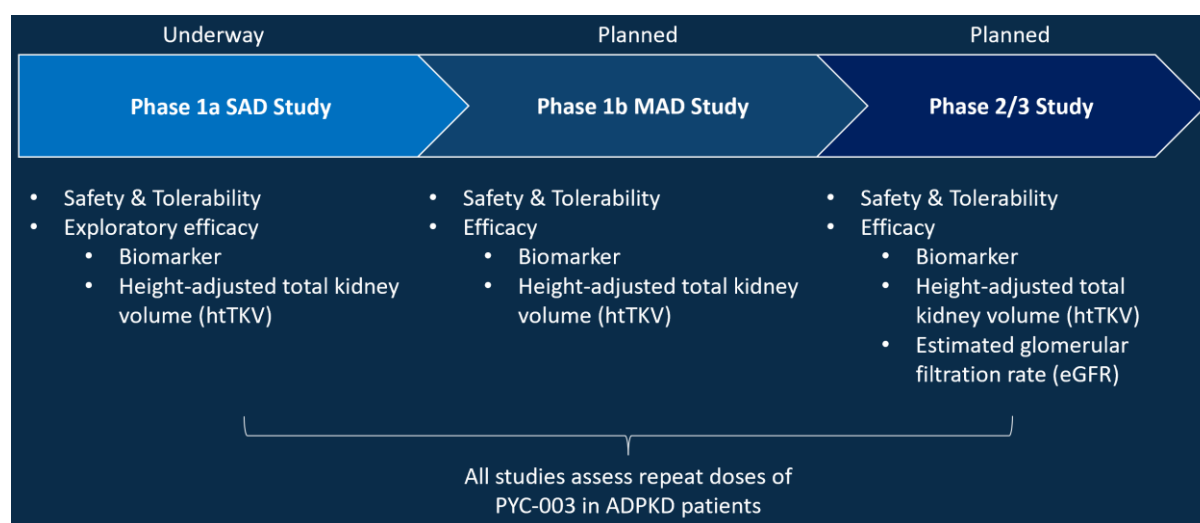 Underway
Planned
Planned
Phase 1a SAD Study
Phase 1b MAD Study
Phase 2/3 Study
• Safety & Tolerability
• Exploratory efficacy
• Biomarker
• Height-adjusted total kidney
volume (htTKV)
• Safety & Tolerability
• Efficacy
• Biomarker
• Height-adjusted total kidney
volume (htTKV)
• Safety & Tolerability
• Efficacy
• Biomarker
• Height-adjusted total
kidney volume (htTKV)
• Estimated glomerular
filtration rate (eGFR)
All studies assess repeat doses of
PYC-003 in ADPKD patients